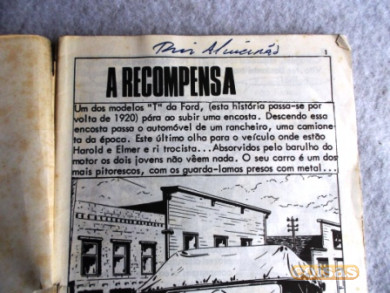 1
A RECOMPENSA
Um dos modelos "T" da Ford, (esta história passa-se por
volta de 1920) pára ao subir uma encosta. Descendo essa
encosta passa o automóvel de um rancheiro, uma camione-
ta da época. Este último olha para o veículo onde estão
Harold e Elmer e ri trocista...Absorvidos pelo barulho do
motor os dois jovens não vêem nada. O seu carro é um dos
mais pitorescos, com os guarda-lamas presos com metal...